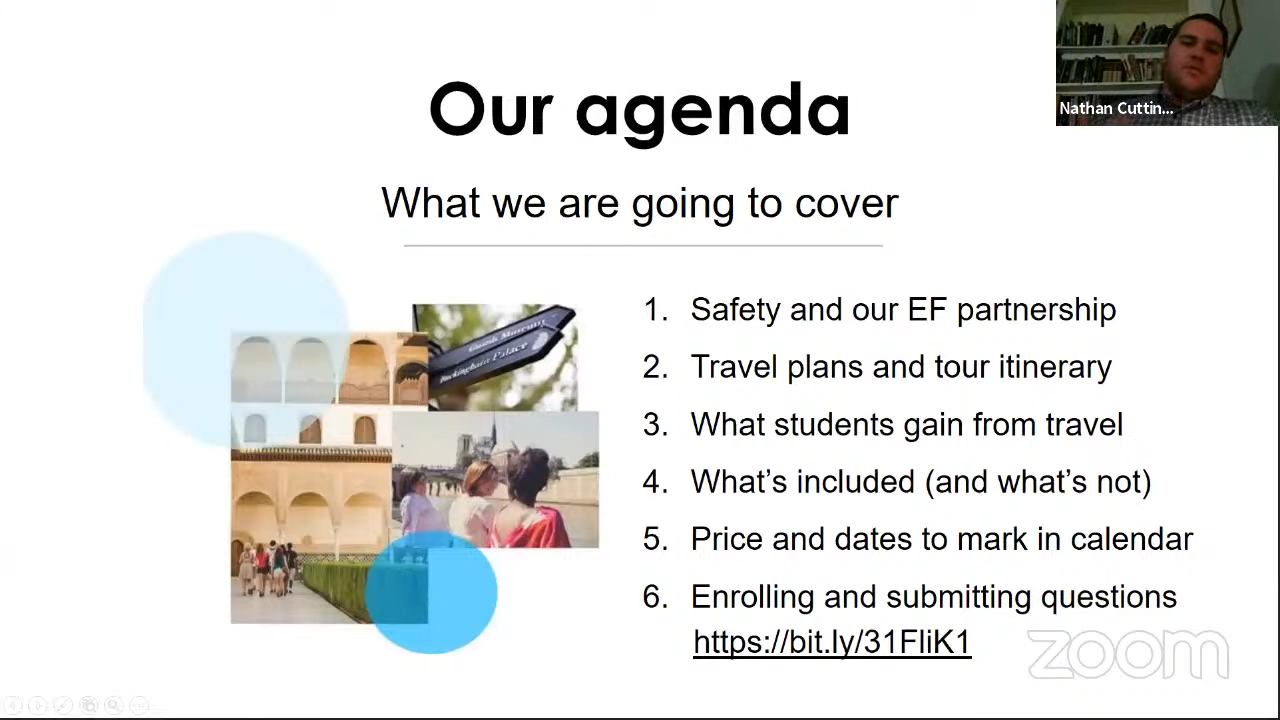 Our agenda
Nathan Cuttin...
What we are going to cover
1. Safety and our EF partnership
2. Travel plans and tour itinerary
3. What students gain from travel
4. What's included (and what's not)
5. Price and dates to mark in calendar
6. Enrolling and submitting questions
https://bit.ly/31FliK1
zoom